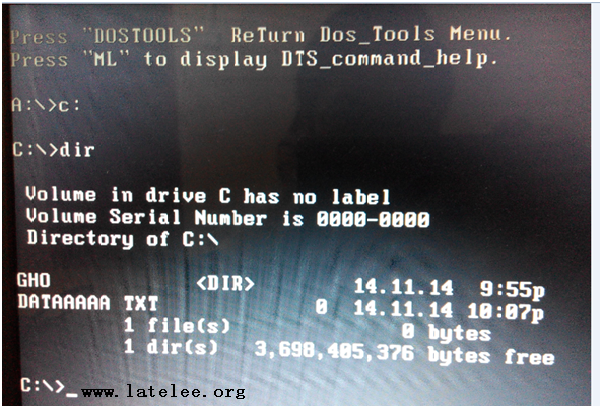 Press "DOSTOOLS" ReTurn Dos_Tools Menu.
Press "ML" to display DTS_command_help.
A:\>c:
C:\>dir
Volume in drive C has no label
Volume Serial Number is 0000-0000
Directory of C:\
GHO <DIR> 14.11.14 9:55p
DATAAAAA TXT 0 14.11.14 10:07p
1 file(s) 0 bytes
1 dir(s) 3,698,405,376 bytes free
C:\>_www.latelee.org